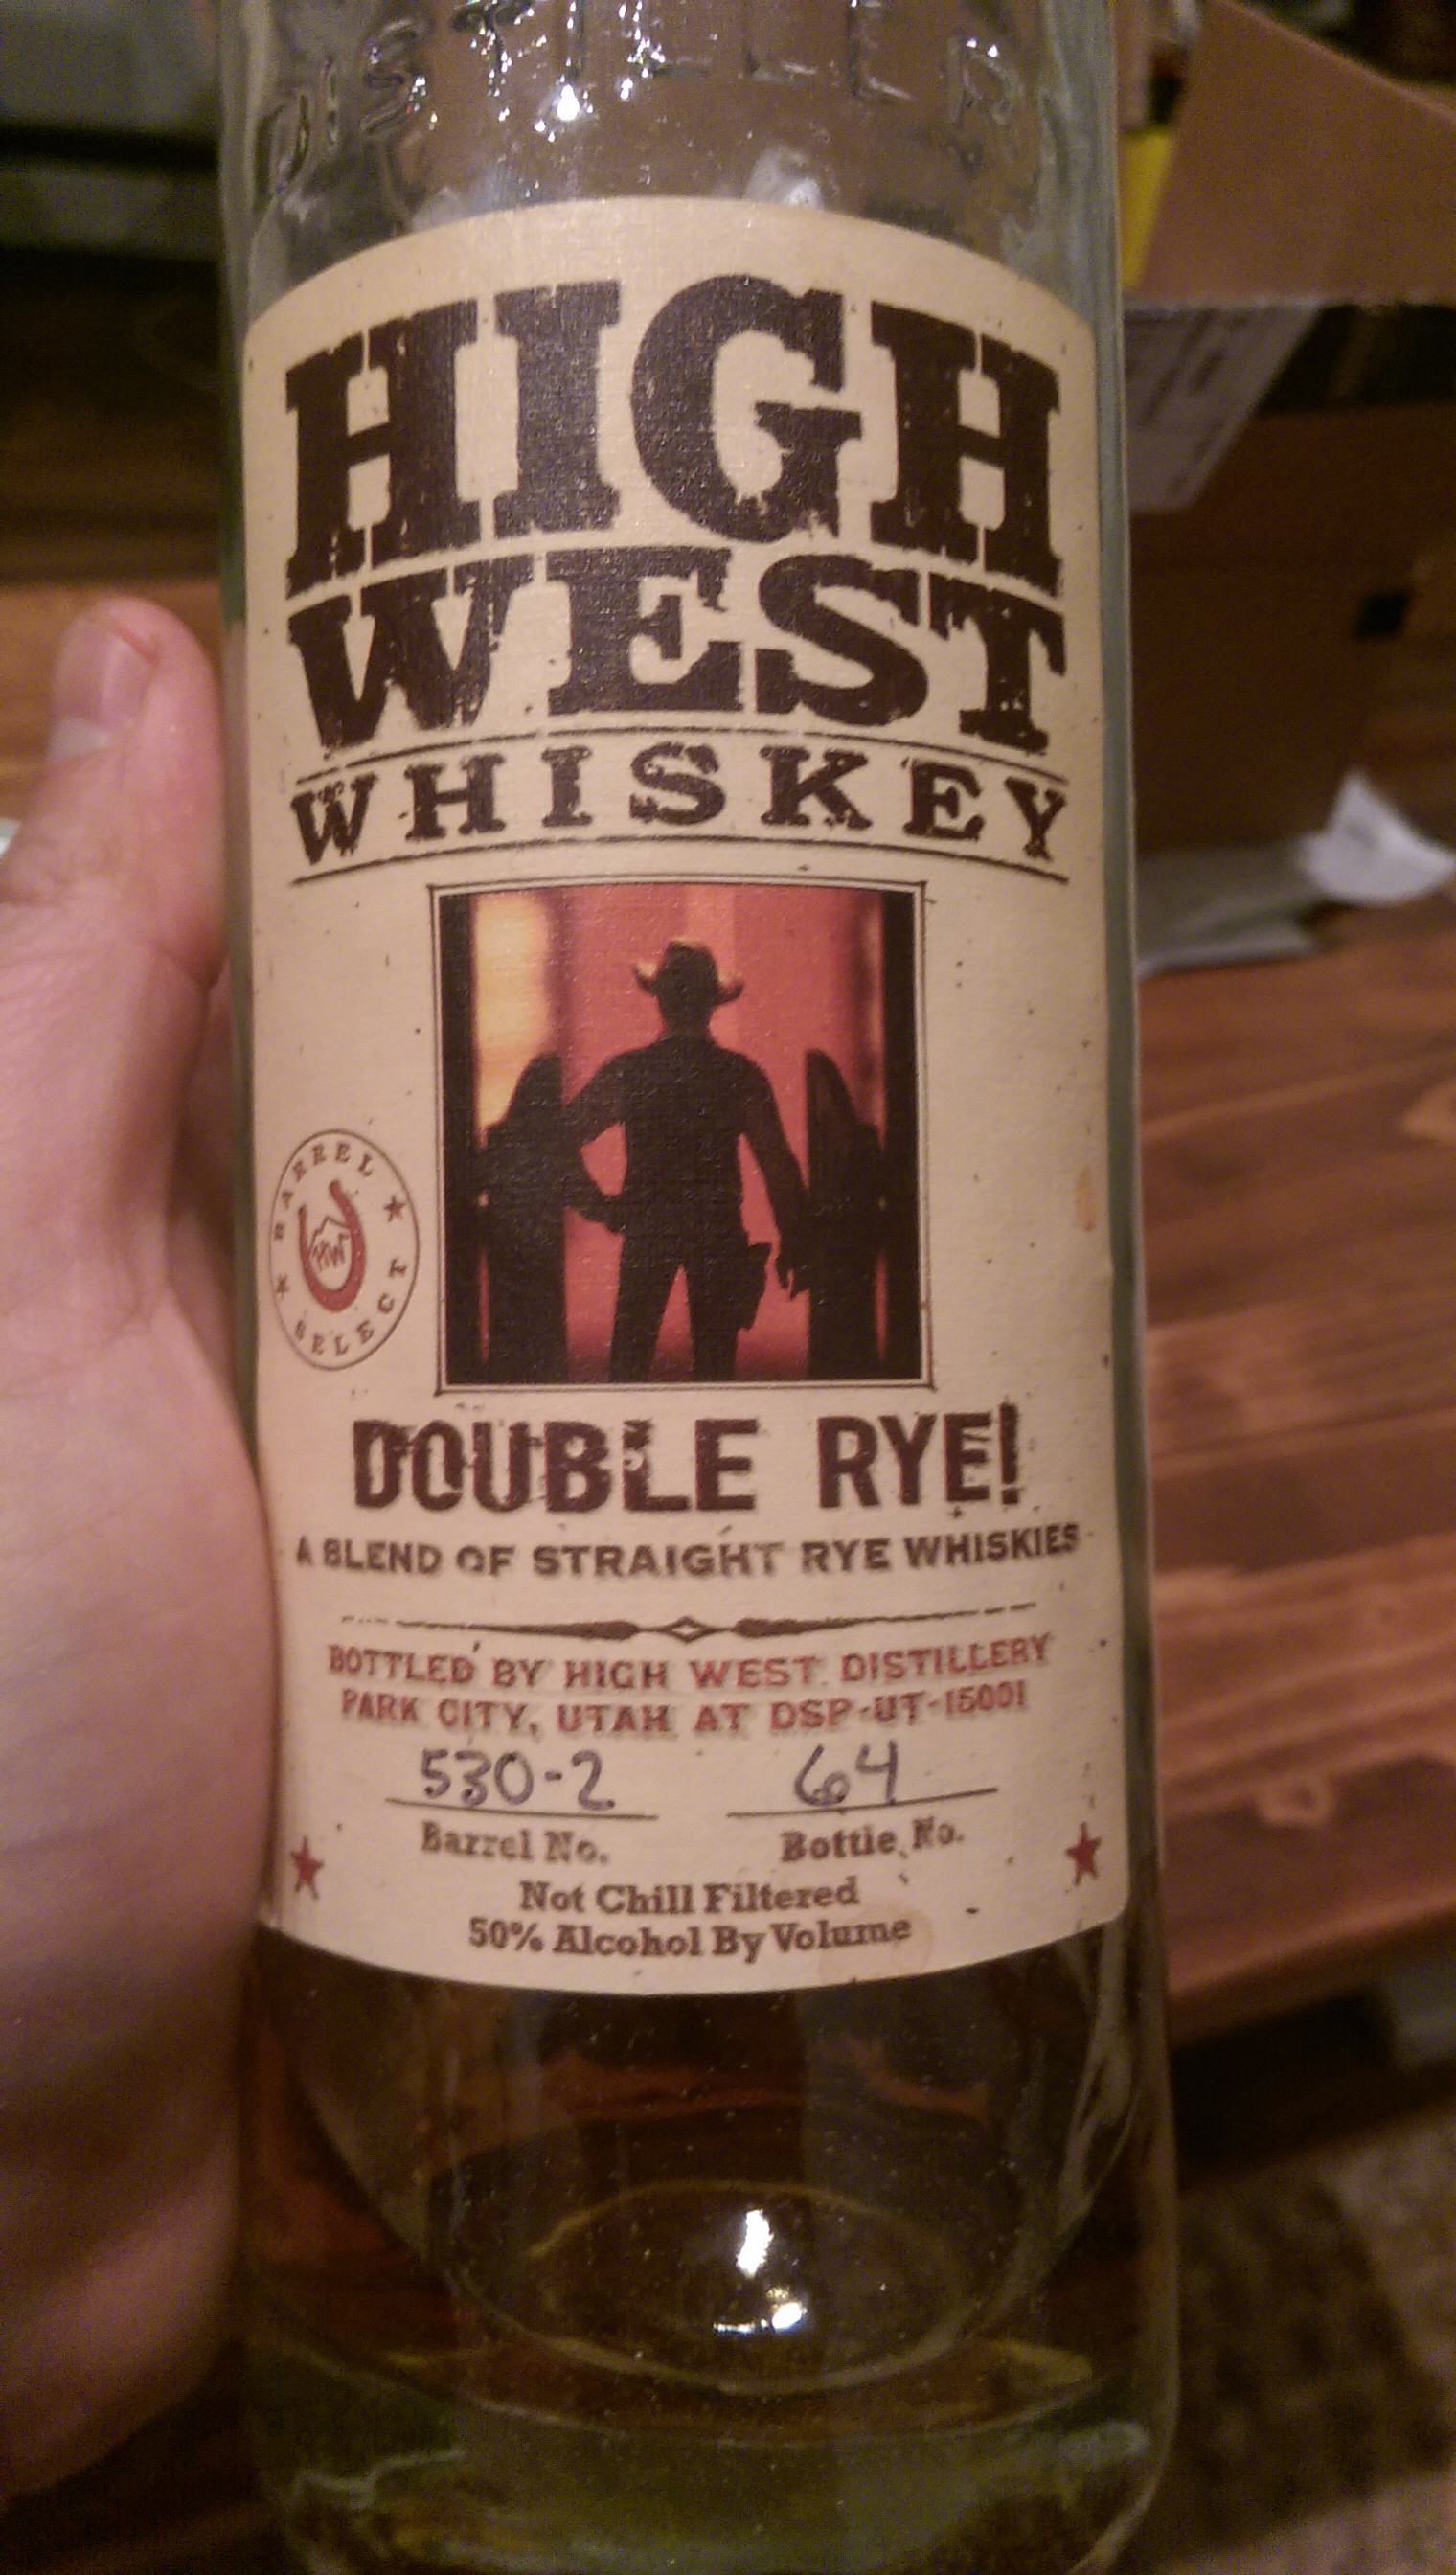 DISTILLER
HIGH
WEST
WHISKEY
BARREL
HW
SELECT
DOUBLE RYE!
A BLEND OF STRAIGHT RYE WHISKIES
BOTTLED BY HIGH WEST DISTILLERY
PARK CITY, UTAH AT DSP-UT-15001
530-2 64
Barrel No. Bottle No.
Not Chill Filtered
50% Alcohol By Volume